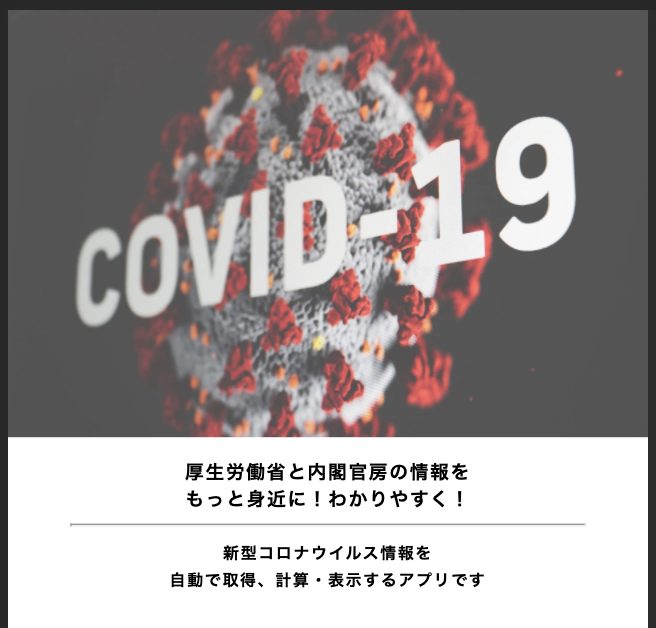 COVID-19
厚生労働省と内閣官房の情報を
もっと身近に！わかりやすく！
新型コロナウイルス情報を
自動で取得、計算・表示するアプリです